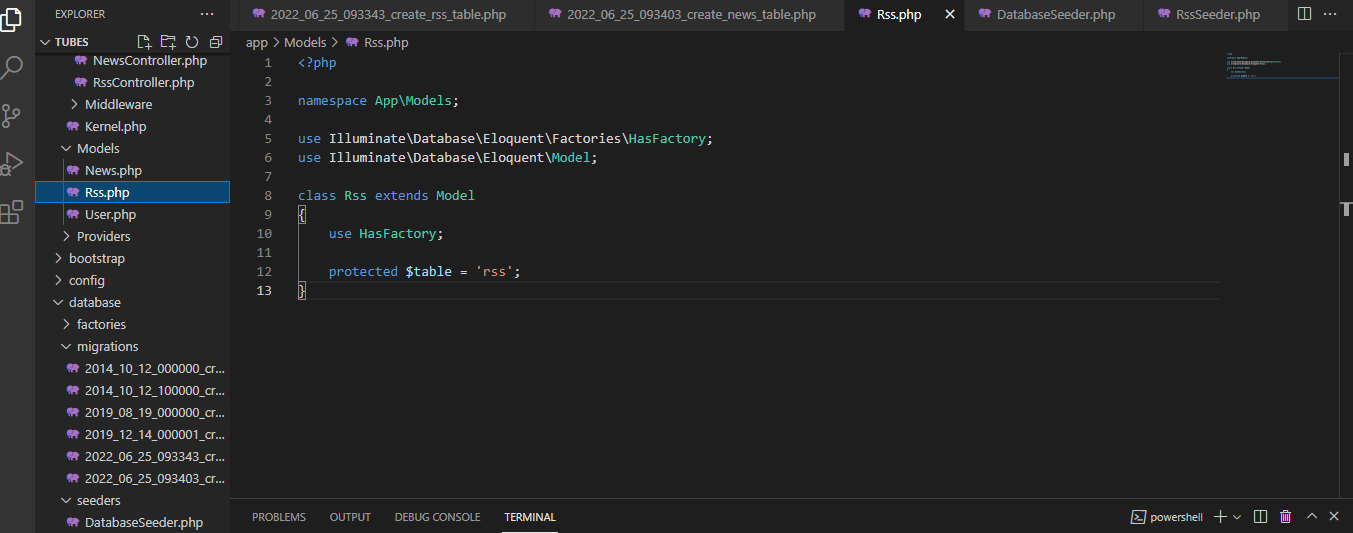 EXPLORER
TUBES
NewsController.php
RssController.php
Middleware
Kernel.php
Models
News.php
Rss.php
User.php
Providers
bootstrap
config
database
factories
migrations
2014_10_12_000000_cr...
2014_10_12_100000_cr...
2019_08_19_000000_cr...
2019_12_14_000001_cr...
2022_06_25_093343_cr...
2022_06_25_093403_cr...
seeders
DatabaseSeeder.php
2022_06_25_093343_create_rss_table.php
2022_06_25_093403_create_news_table.php
Rss.php
DatabaseSeeder.php
RssSeeder.php
app > Models > Rss.php
1 <?php
2
3 namespace App\Models;
4
5 use Illuminate\Database\Eloquent\Factories\HasFactory;
6 use Illuminate\Database\Eloquent\Model;
7
8 class Rss extends Model
9 {
10 use HasFactory;
11
12 protected $table = 'rss';
13 }
PROBLEMS OUTPUT DEBUG CONSOLE TERMINAL
powershell